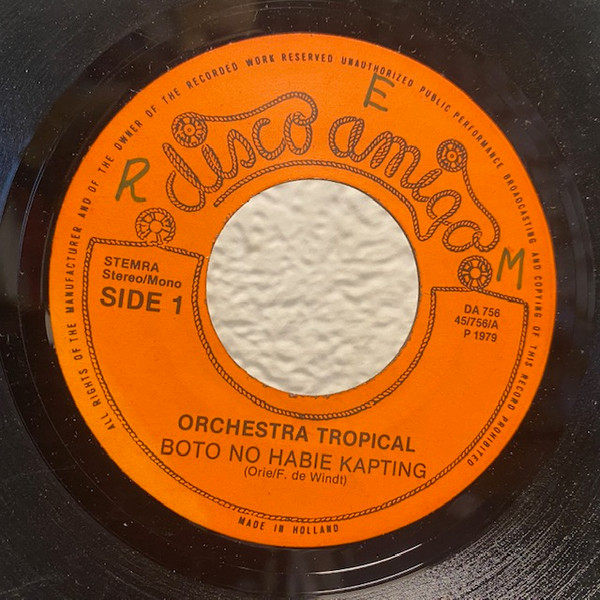 ALL RIGHTS OF THE MANUFACTURER AND OF THE OWNER OF THE RECORDED WORK RESERVED UNAUTHORIZED PUBLIC PERFORMANCE BROADCASTING AND COPYING OF THIS RECORD PROHIBITED
R E M
disco amigo
STEMRA
Stereo/Mono
SIDE 1
DA 756
45/756/A
P 1979
ORCHESTRA TROPICAL
BOTO NO HABIE KAPTING
(Orie/F. de Windt)
MADE IN HOLLAND